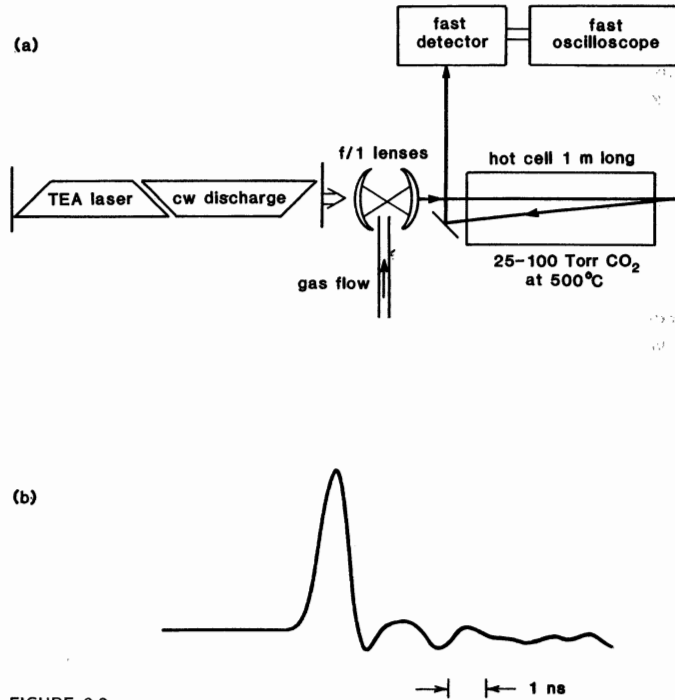 (a)
fast
detector
fast
oscilloscope
f/1 lenses
hot cell 1 m long
TEA laser
cw discharge
gas flow
25-100 Torr CO₂
at 500°C
(b)
1 ns